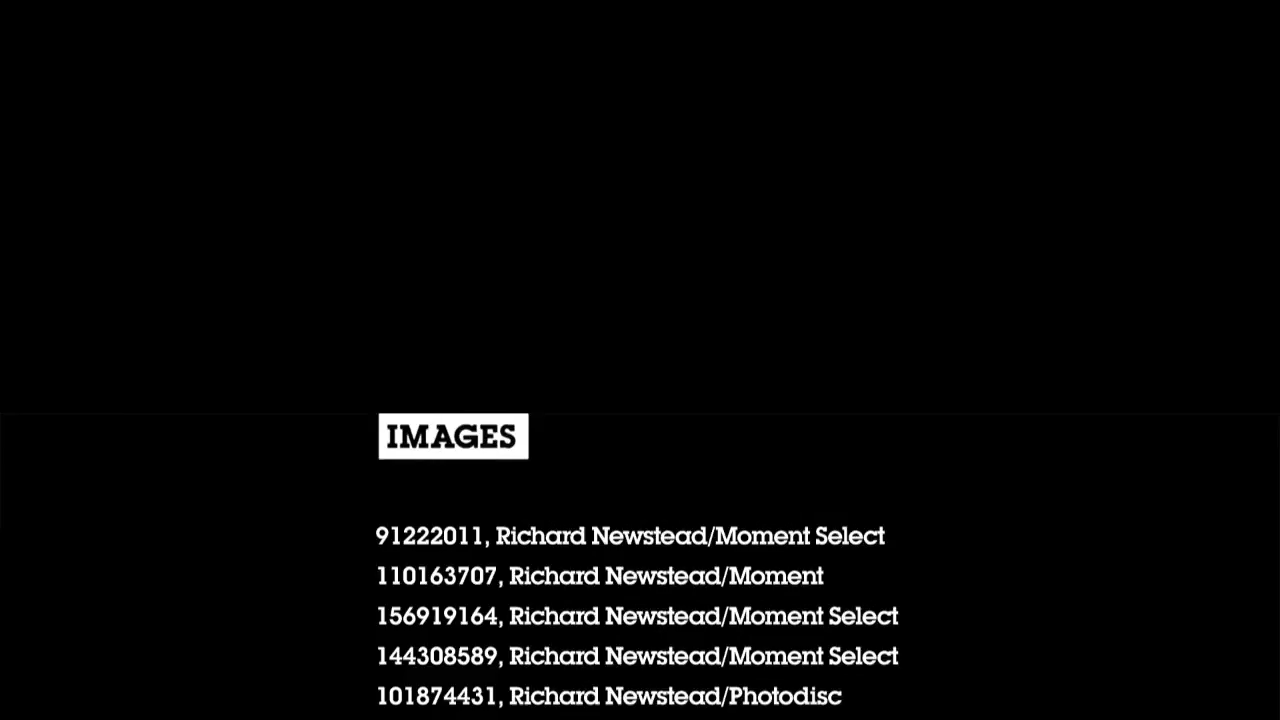 IMAGES
91222011, Richard Newstead/Moment Select
110163707, Richard Newstead/Moment
156919164, Richard Newstead/Moment Select
144308589, Richard Newstead/Moment Select
101874431, Richard Newstead/Photodisc